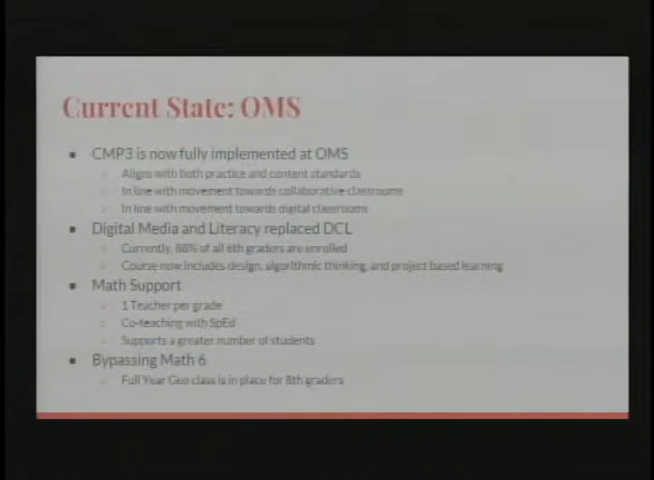 Current State: OMS
CMP3 is now fully implemented at OMS
Aligns with both practice and content standards
In line with movement towards collaborative classrooms
In line with movement towards digital classrooms
Digital Media and Literacy replaced DCL
Currently, 88% of all 6th graders are enrolled
Course now includes design, algorithmic thinking, and project based learning
Math Support
1 Teacher per grade
Co-teaching with SpEd
Supports a greater number of students
Bypassing Math 6
Full Year Geo class is in place for 8th graders